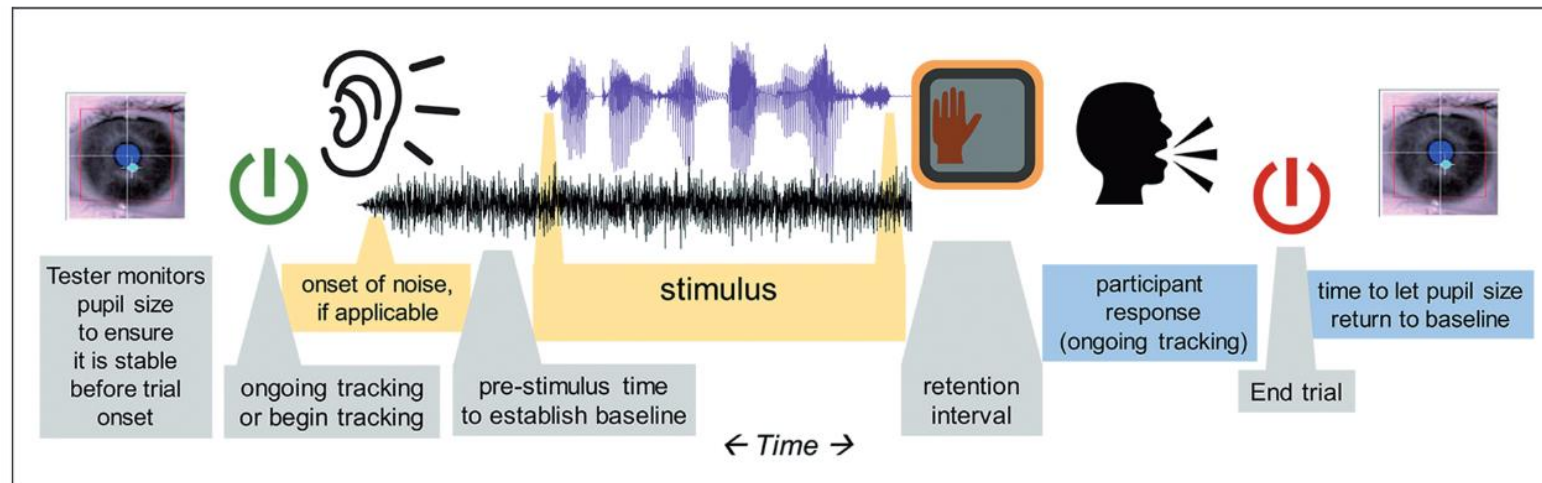 Tester monitors
pupil size
to ensure
it is stable
before trial
onset
ongoing tracking
or begin tracking
onset of noise,
if applicable
pre-stimulus time
to establish baseline
stimulus
retention
interval
participant
response
(ongoing tracking)
End trial
time to let pupil size
return to baseline
← Time →